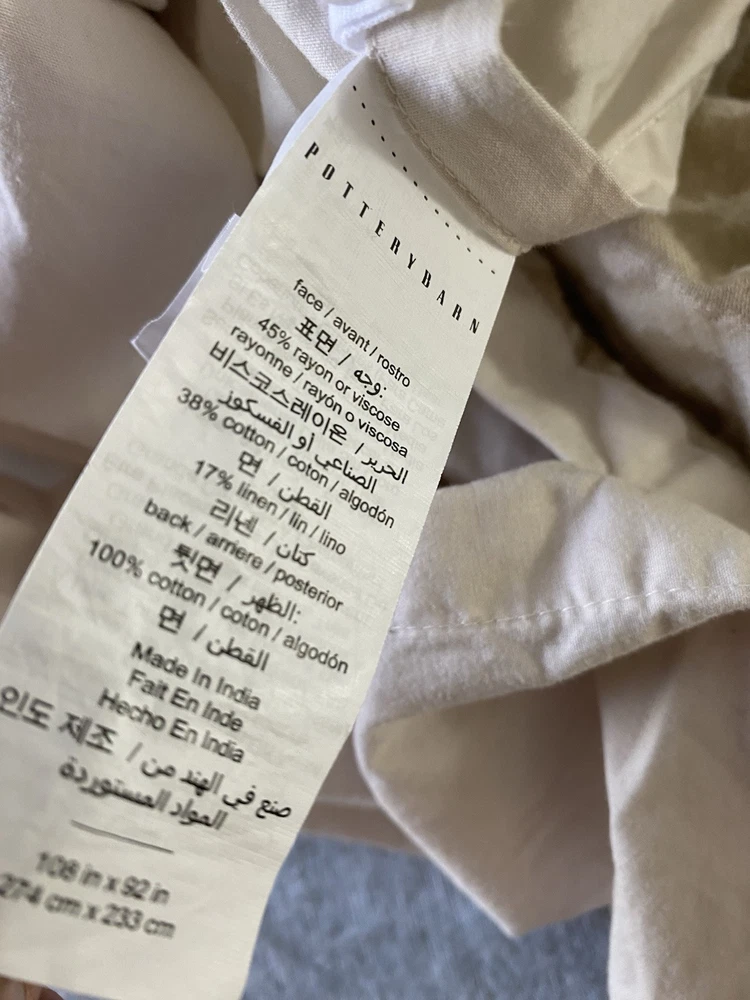 POTTERYBARN
face / avant / rostro
표면 / وجه:
45% rayon or viscose
rayonne / rayón o viscosa
비스코스레이온 / الحرير
الصناعي أو الفسكوز
38% cotton / coton / algodón
면 / القطن
17% linen / lin / lino
리넨 / كتان
back / arriere / posterior
뒷면 / الظهر:
100% cotton / coton / algodón
면 / القطن
Made In India
Fait En Inde
Hecho En India
인도 제조 / صنع في الهند من
المواد المستوردة
108 in x 92 in
274 cm x 233 cm